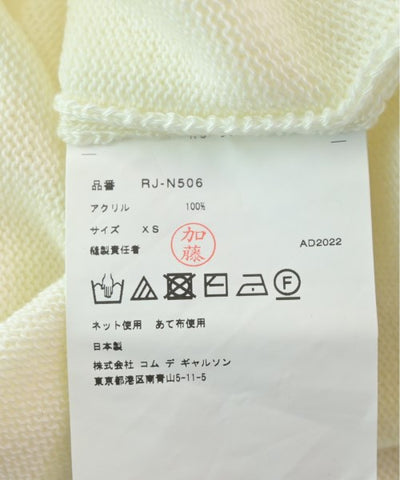 品番 RJ-N506
アクリル 100%
サイズ XS
縫製責任者 加藤 AD2022
F
ネット使用 あて布使用
日本製
株式会社 コム デ ギャルソン
東京都港区南青山5-11-5